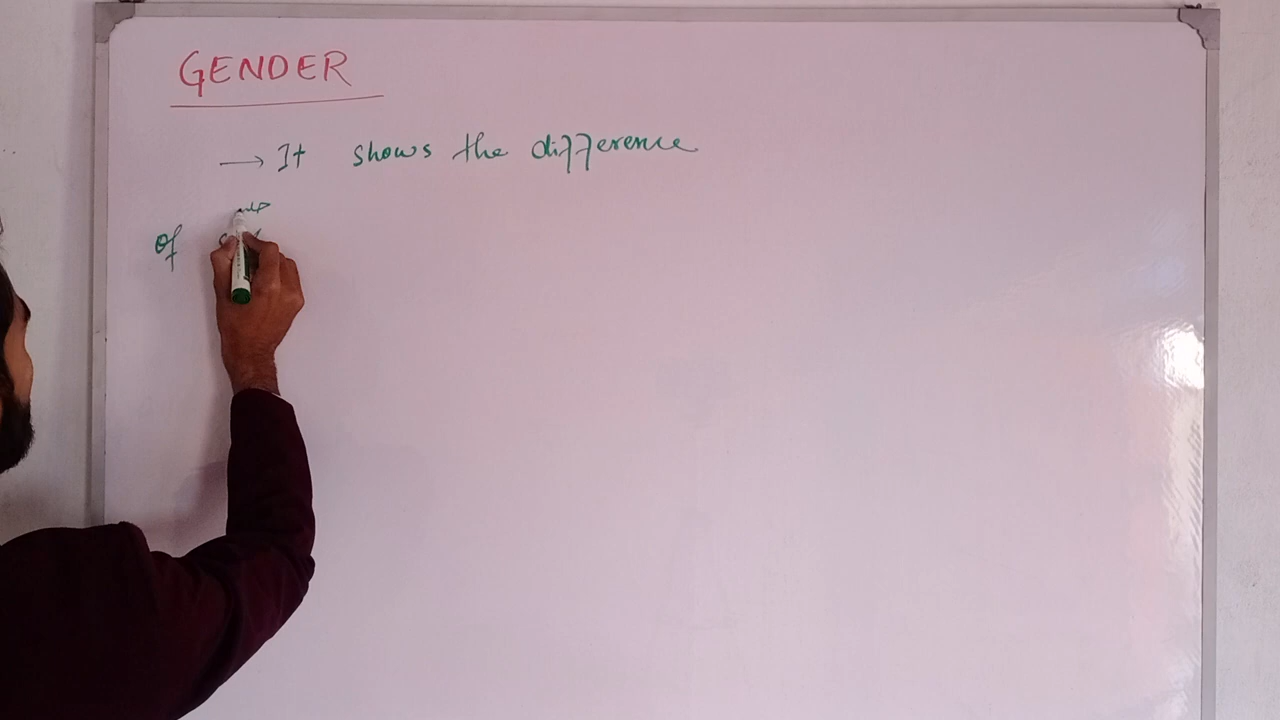 GENDER
→ It shows the difference
of